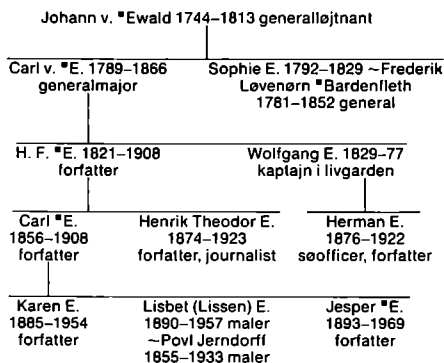 Johann v. ▪Ewald 1744–1813 generalløjtnant
Carl v. ▪E. 1789–1866
generalmajor
Sophie E. 1792–1829 ~Frederik
Løvenørn ▪Bardenfleth
1781–1852 general
H. F. ▪E. 1821–1908
forfatter
Wolfgang E. 1829–77
kaptajn i livgarden
Carl ▪E.
1856–1908
forfatter
Henrik Theodor E.
1874–1923
forfatter, journalist
Herman E.
1876–1922
søofficer, forfatter
Karen E.
1885–1954
forfatter
Lisbet (Lissen) E.
1890–1957 maler
~Povl Jerndorff
1855–1933 maler
Jesper ▪E.
1893–1969
forfatter